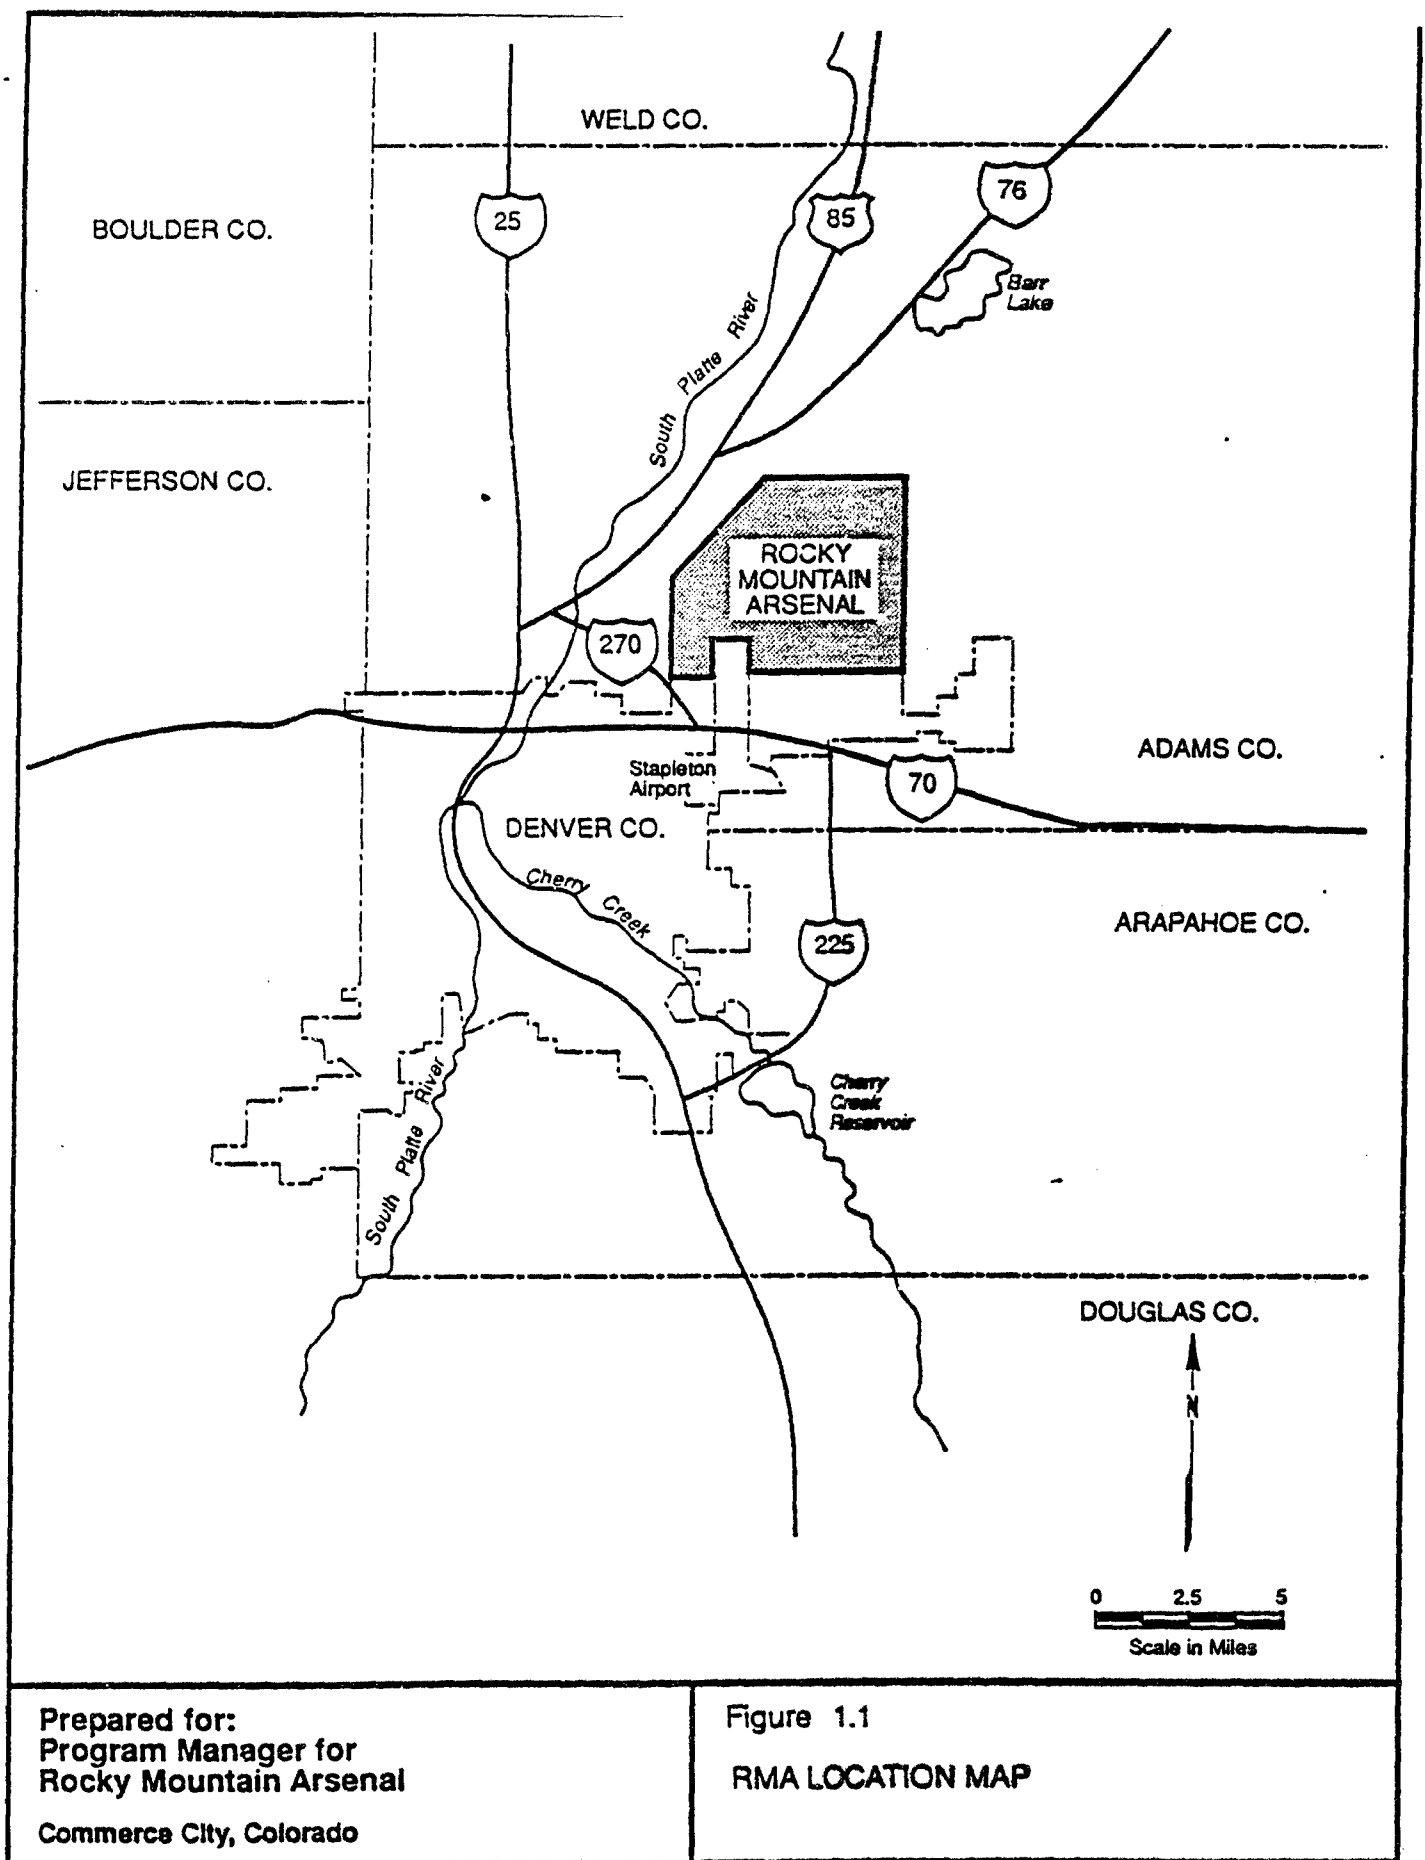 WELD CO.
76
25
85
BOULDER CO.
Barr
Lake
South Platte River
JEFFERSON CO.
ROCKY
MOUNTAIN
ARSENAL
270
ADAMS CO.
Stapleton
Airport
70
DENVER CO.
Cherry Creek
ARAPAHOE CO.
225
Cherry
Creek
Reservoir
South Platte River
DOUGLAS CO.
N
0 2.5 5
Scale in Miles
Prepared for:
Program Manager for
Rocky Mountain Arsenal
Commerce City, Colorado
Figure 1.1
RMA LOCATION MAP